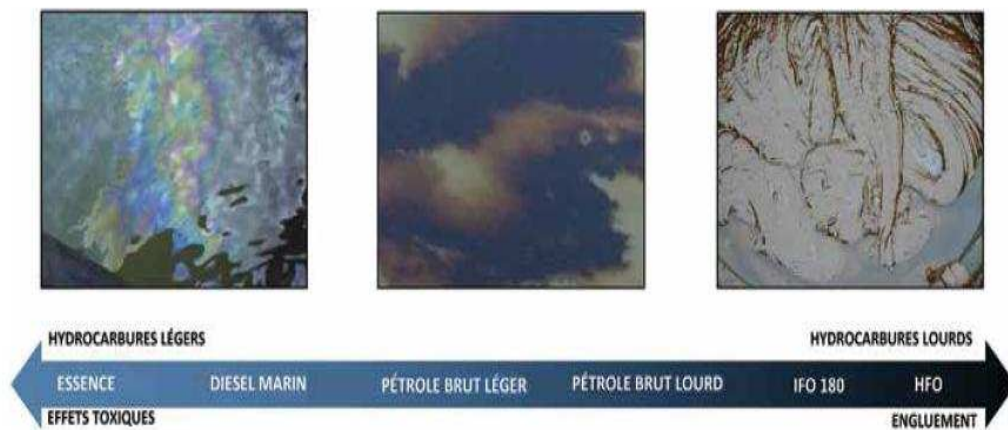 HYDROCARBURES LÉGERS
HYDROCARBURES LOURDS
ESSENCE DIESEL MARIN PÉTROLE BRUT LÉGER PÉTROLE BRUT LOURD IFO 180 HFO
EFFETS TOXIQUES
ENGLUEMENT